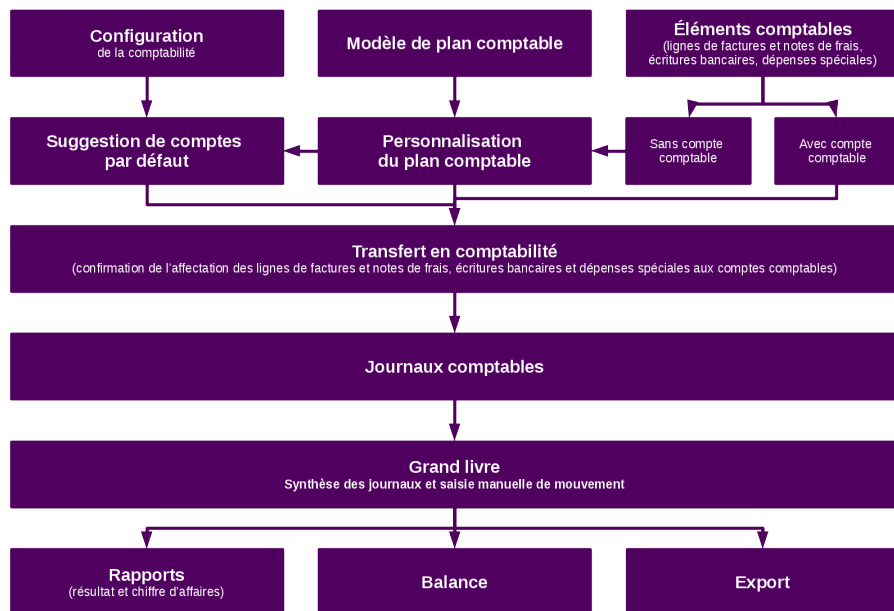 Configuration
de la comptabilité
Modèle de plan comptable
Éléments comptables
(lignes de factures et notes de frais,
écritures bancaires, dépenses spéciales)
Suggestion de comptes
par défaut
Personnalisation
du plan comptable
Sans compte
comptable
Avec compte
comptable
Transfert en comptabilité
(confirmation de l'affectation des lignes de factures et notes de frais, écritures bancaires et dépenses spéciales aux comptes comptables)
Journaux comptables
Grand livre
Synthèse des journaux et saisie manuelle de mouvement
Rapports
(résultat et chiffre d'affaires)
Balance
Export